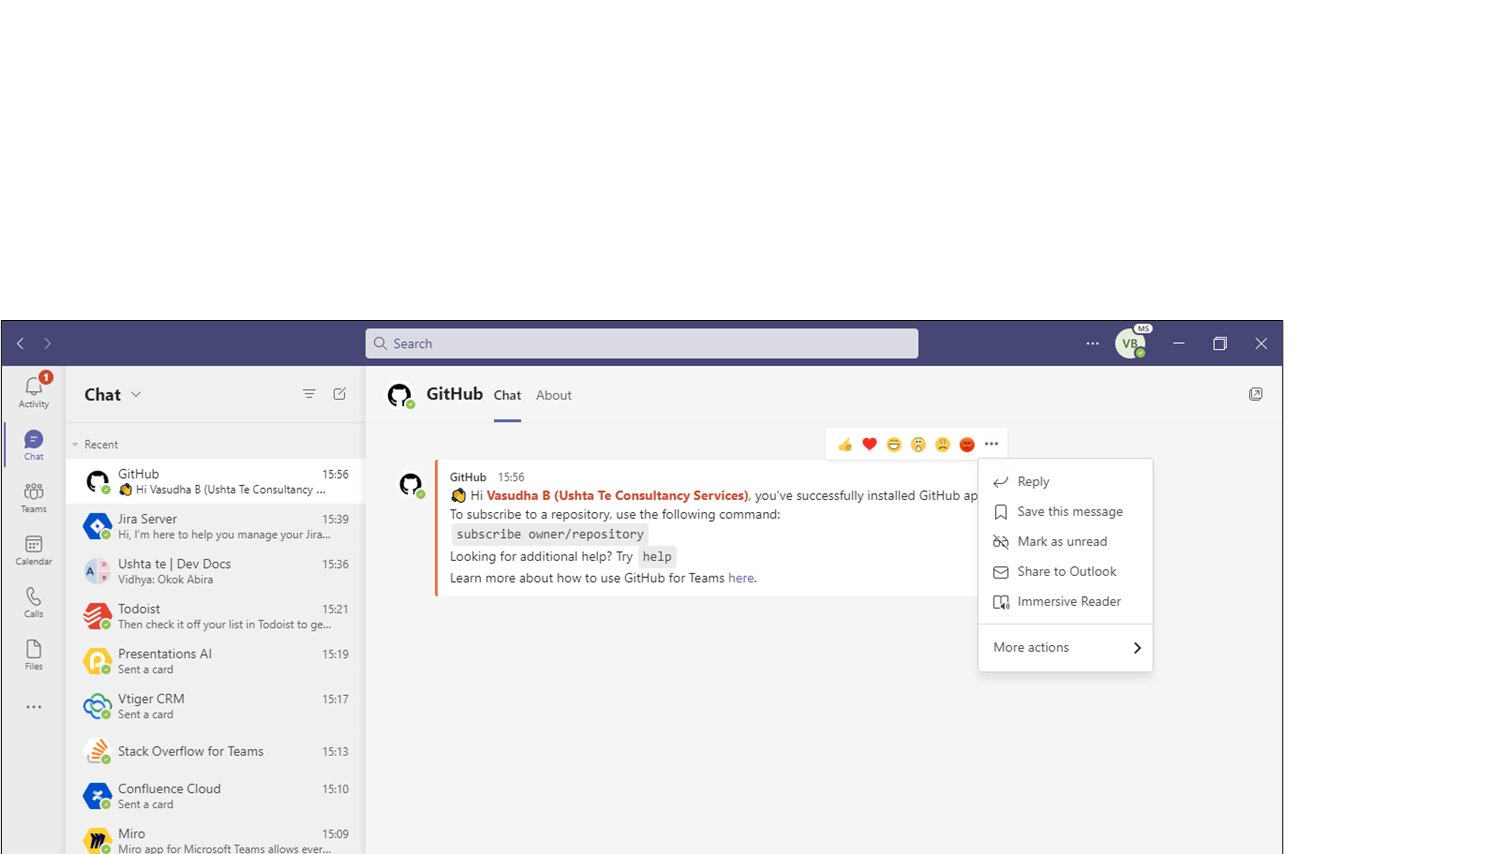 Search
VB
MS
1
Activity
Chat
Teams
Calendar
Calls
Files
Chat
Recent
GitHub 15:56
Hi Vasudha B (Ushta Te Consultancy ...
Jira Server 15:39
Hi, I'm here to help you manage your Jira...
A D R
Ushta te | Dev Docs 15:36
Vidhya: Okok Abira
Todoist 15:21
Then check it off your list in Todoist to ge...
Presentations AI 15:19
Sent a card
Vtiger CRM 15:17
Sent a card
Stack Overflow for Teams 15:13
Confluence Cloud 15:10
Sent a card
Miro 15:09
Miro app for Microsoft Teams allows ever...
GitHub Chat About
GitHub 15:56
Hi Vasudha B (Ushta Te Consultancy Services), you've successfully installed GitHub ap
To subscribe to a repository, use the following command:
subscribe owner/repository
Looking for additional help? Try help
Learn more about how to use GitHub for Teams here.
Reply
Save this message
Mark as unread
Share to Outlook
Immersive Reader
More actions